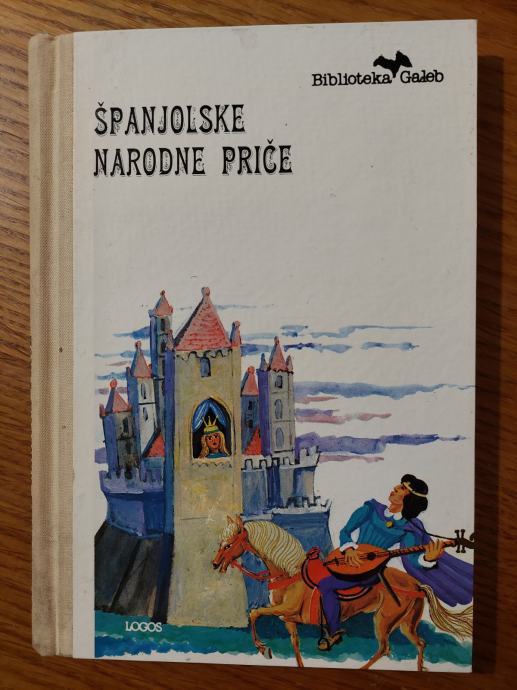 Biblioteka Galeb
ŠPANJOLSKE
NARODNE PRIČE
LOGOS